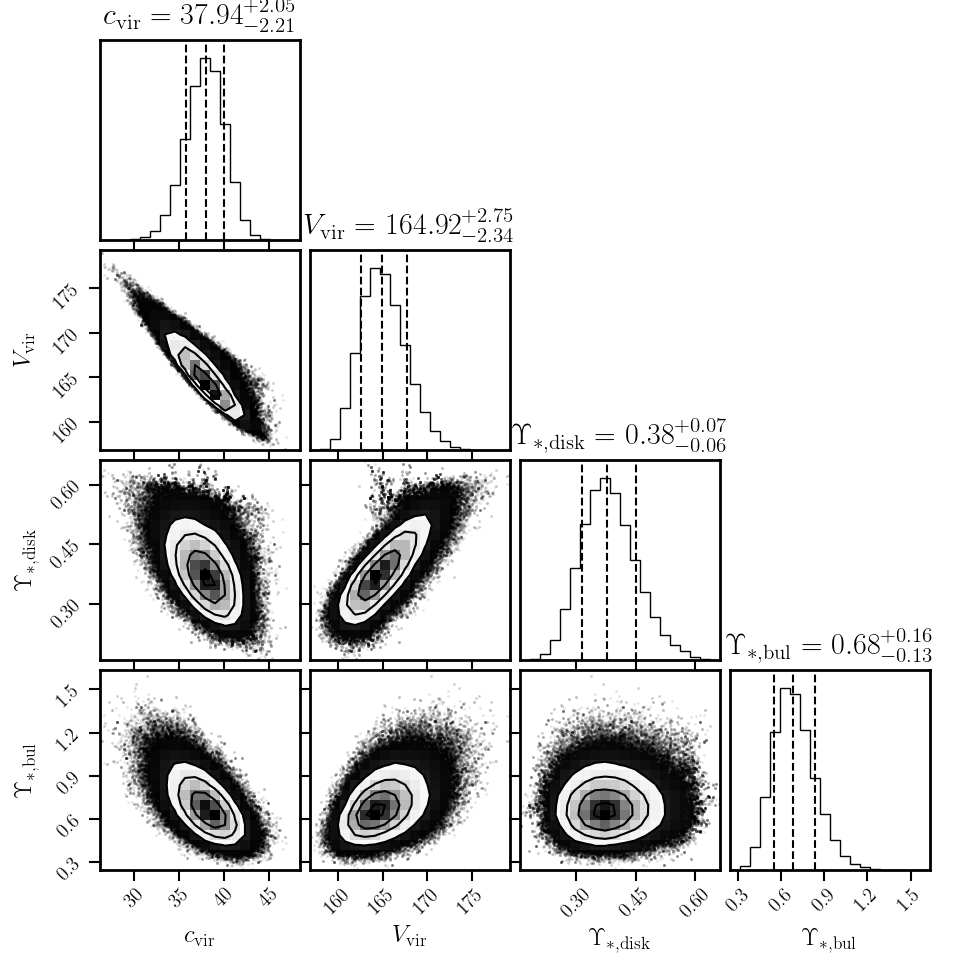 c_vir = 37.94 +2.05 −2.21
V_vir = 164.92 +2.75 −2.34
175
170
165
160
V_vir
ϒ_∗,disk = 0.38 +0.07 −0.06
0.60
0.45
0.30
ϒ_∗,disk
ϒ_∗,bul = 0.68 +0.16 −0.13
1.5
1.2
0.9
0.6
0.3
ϒ_∗,bul
30 35 40 45
160 165 170 175
0.30 0.45 0.60
0.3 0.6 0.9 1.2 1.5
c_vir
V_vir
ϒ_∗,disk
ϒ_∗,bul